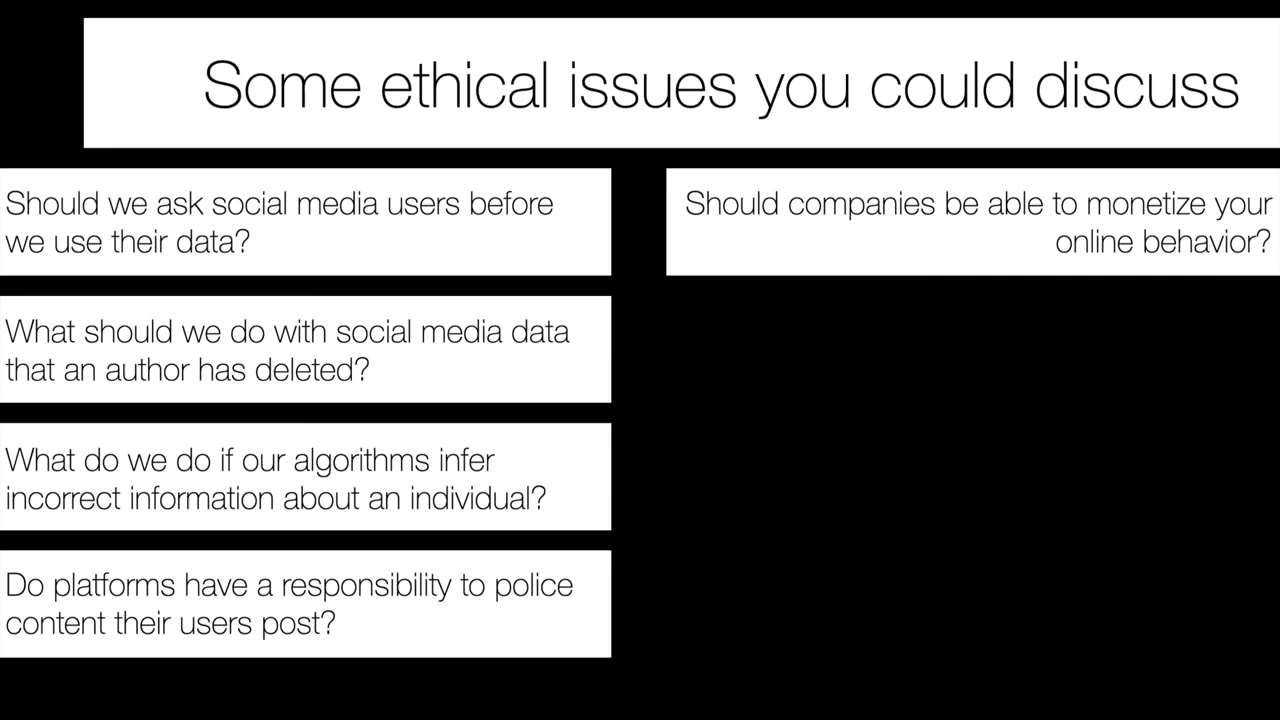 Some ethical issues you could discuss
Should we ask social media users before
we use their data?
What should we do with social media data
that an author has deleted?
What do we do if our algorithms infer
incorrect information about an individual?
Do platforms have a responsibility to police
content their users post?
Should companies be able to monetize your
online behavior?